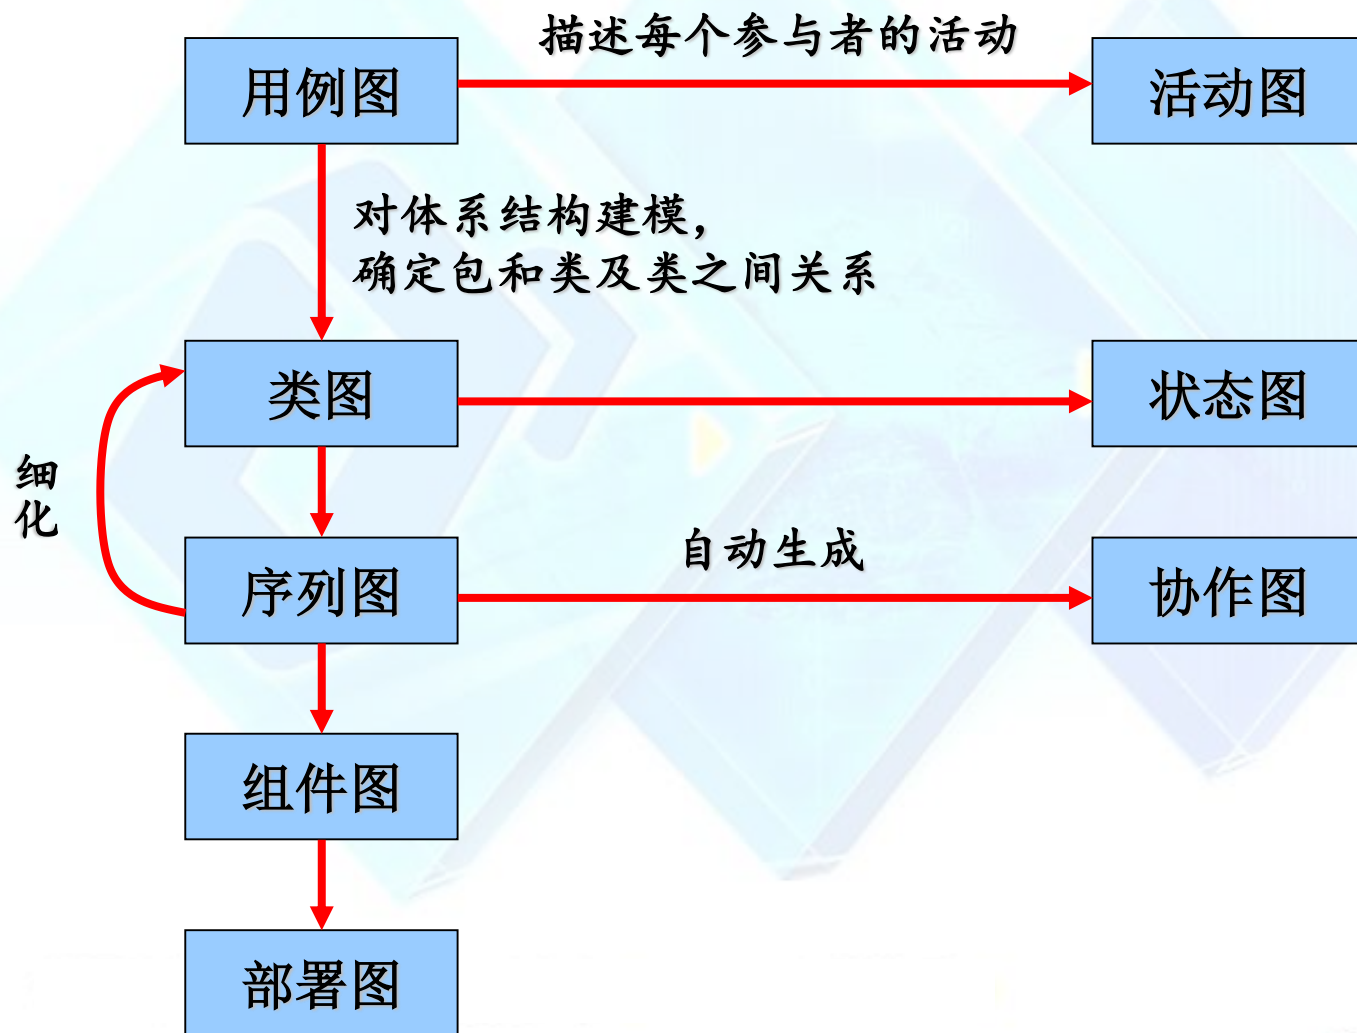 描述每个参与者的活动
用例图
活动图
对体系结构建模，
确定包和类及类之间关系
类图
状态图
细
化
自动生成
序列图
协作图
组件图
部署图